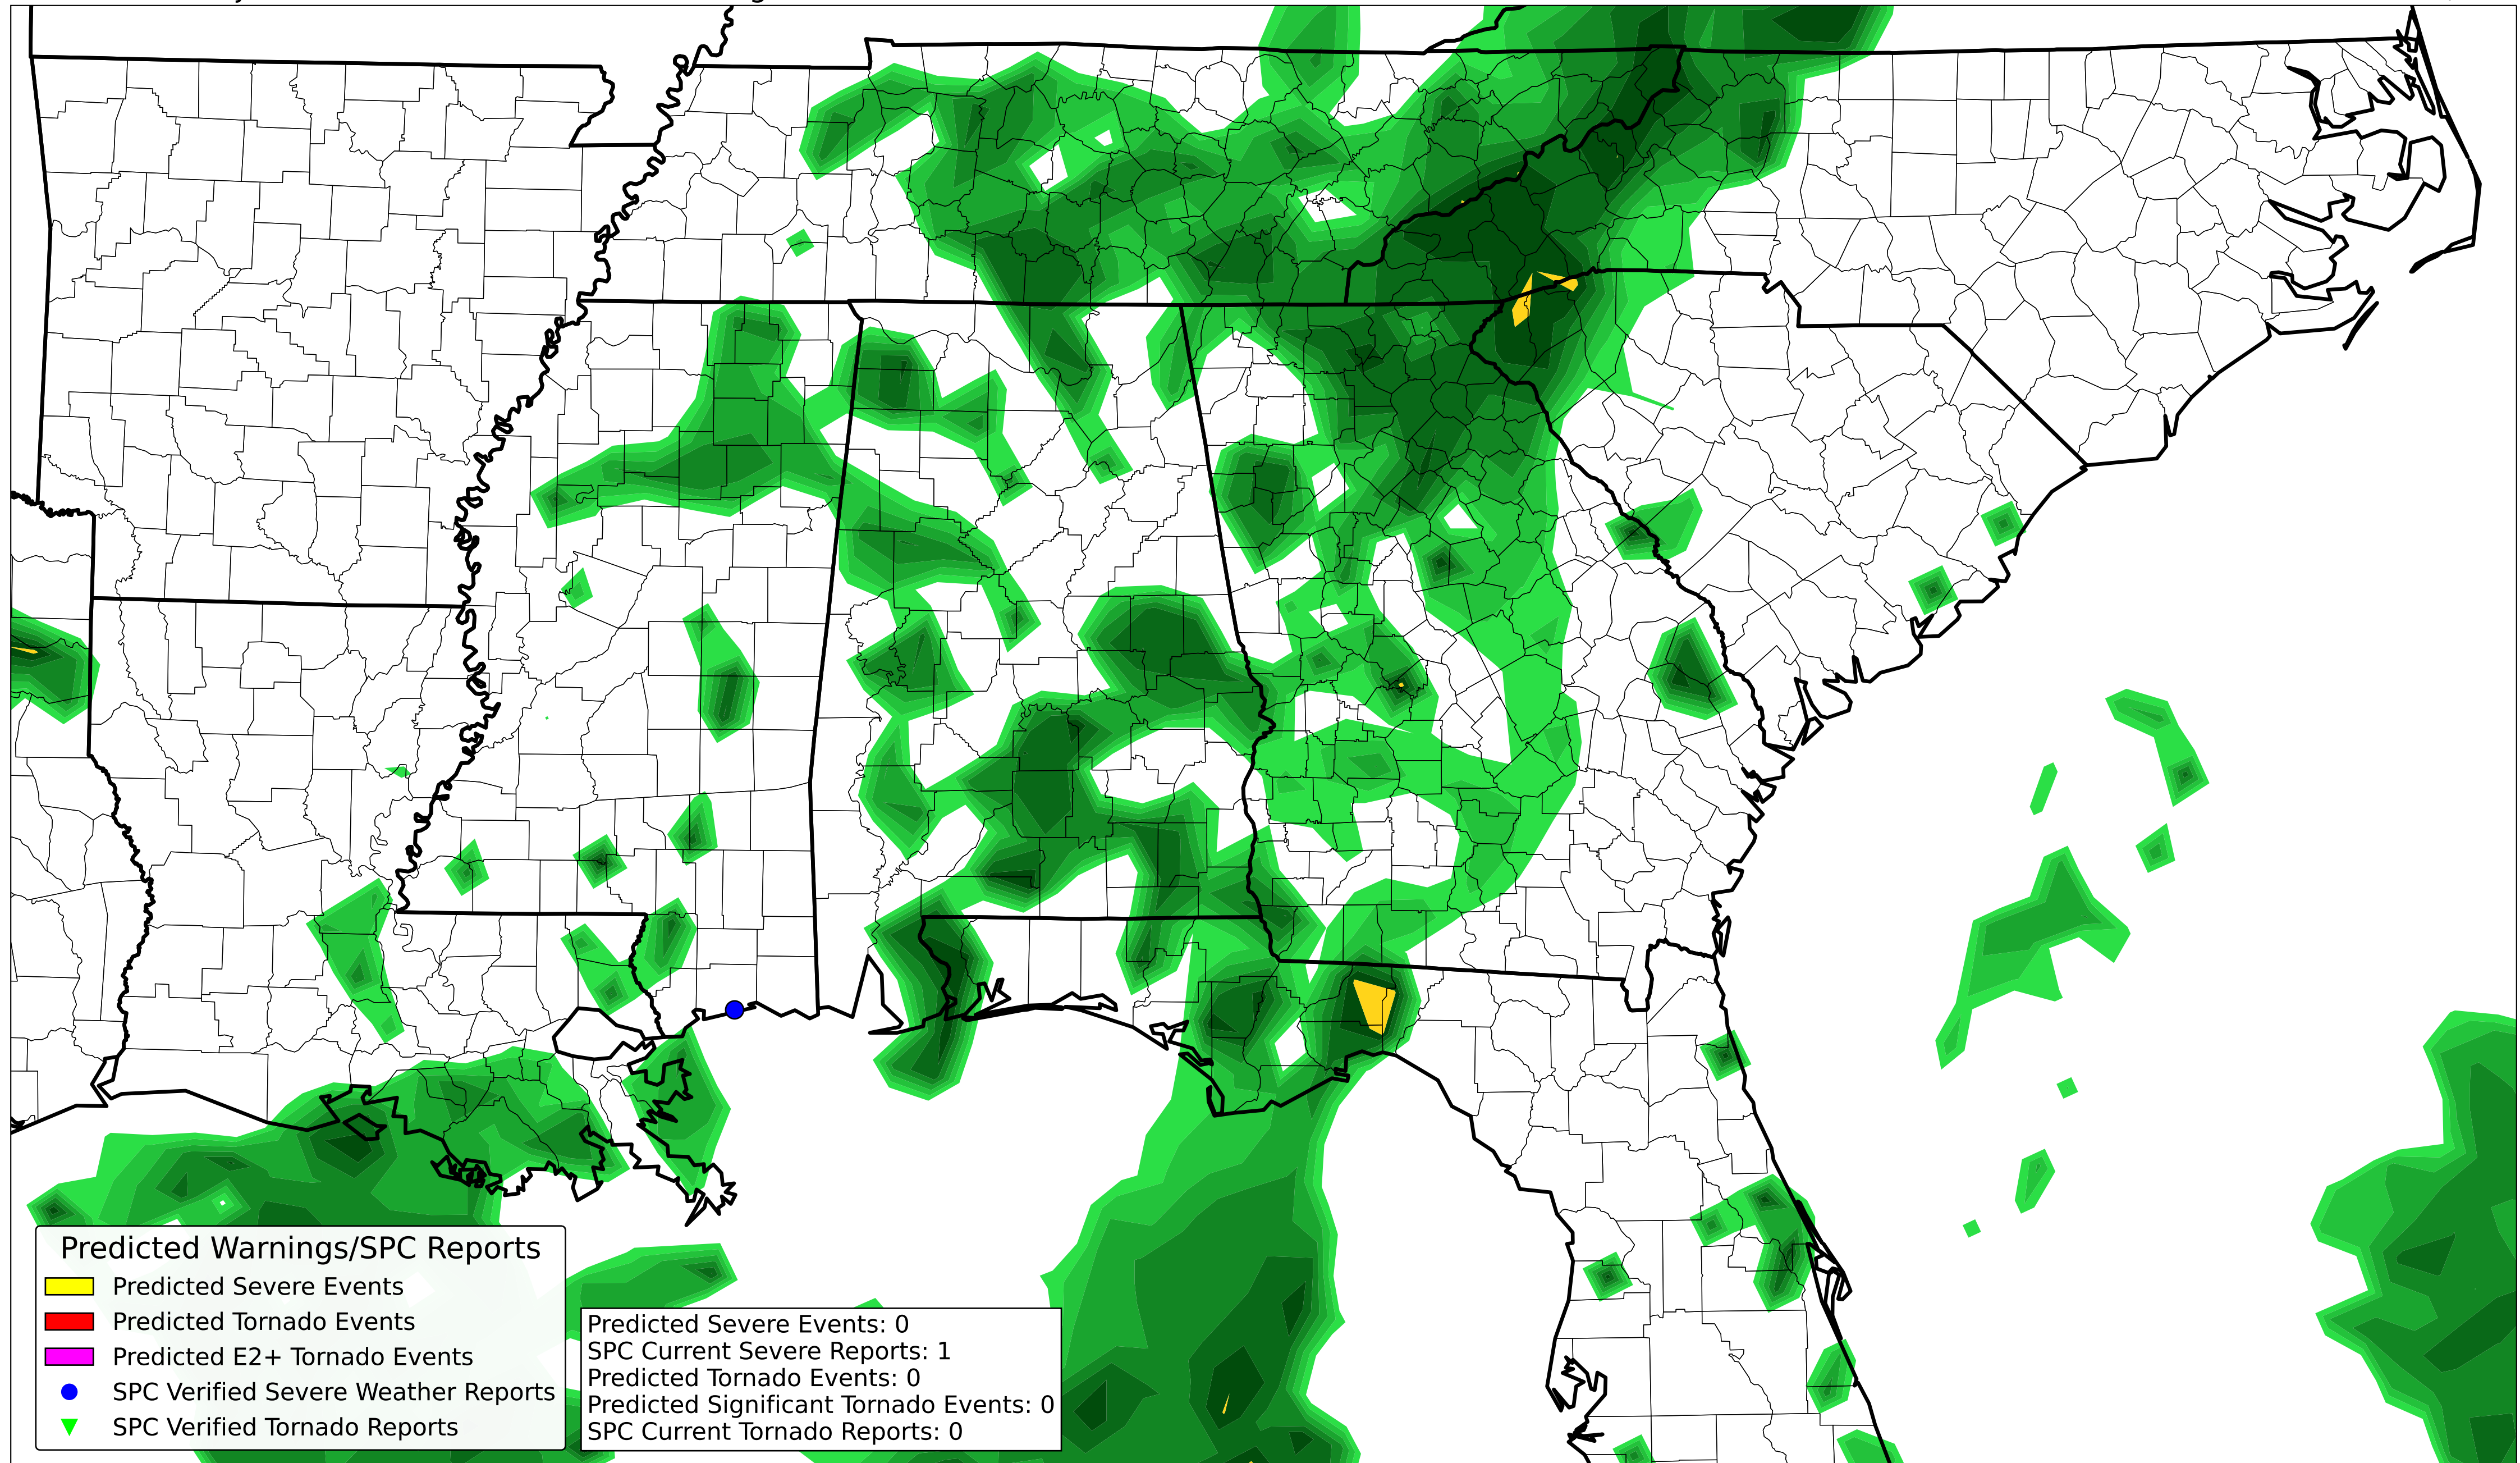 Predicted Warnings/SPC Reports
Predicted Severe Events
Predicted Tornado Events
Predicted E2+ Tornado Events
SPC Verified Severe Weather Reports
SPC Verified Tornado Reports
Predicted Severe Events: 0
SPC Current Severe Reports: 1
Predicted Tornado Events: 0
Predicted Significant Tornado Events: 0
SPC Current Tornado Reports: 0